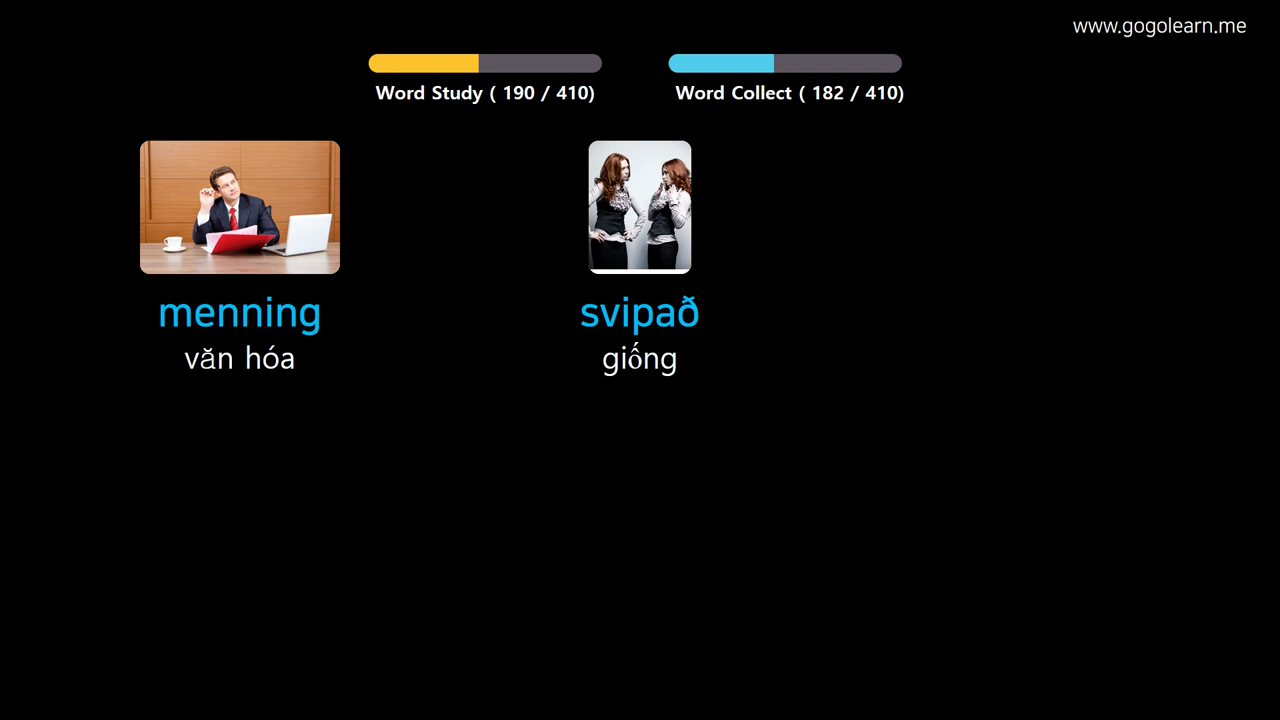 www.gogolearn.me
Word Study ( 190 / 410)
Word Collect ( 182 / 410)
menning
văn hóa
svipað
giống